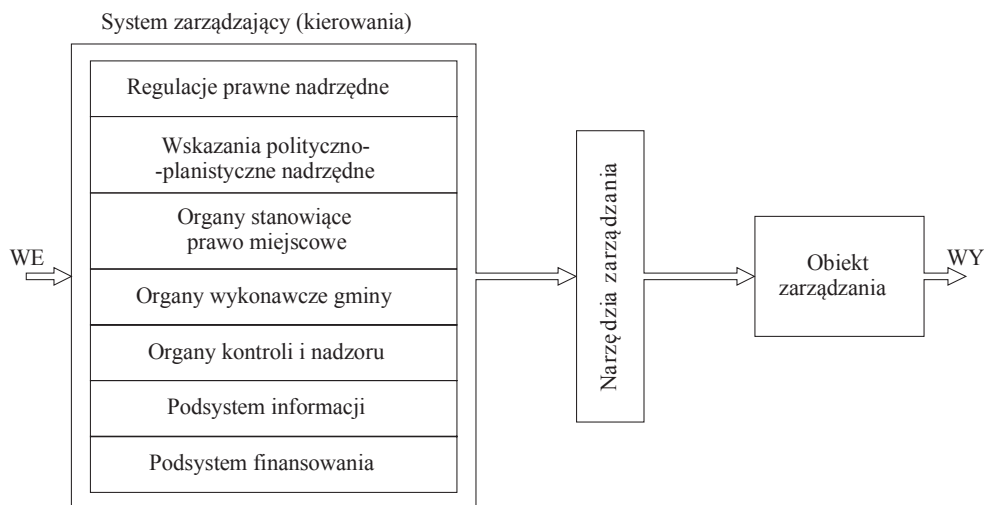 System zarządzający (kierowania)
Regulacje prawne nadrzędne
Wskazania polityczno-
-planistyczne nadrzędne
Organy stanowiące
prawo miejscowe
WE
Organy wykonawcze gminy
Organy kontroli i nadzoru
Podsystem informacji
Podsystem finansowania
Narzędzia zarządzania
Obiekt
zarządzania
WY